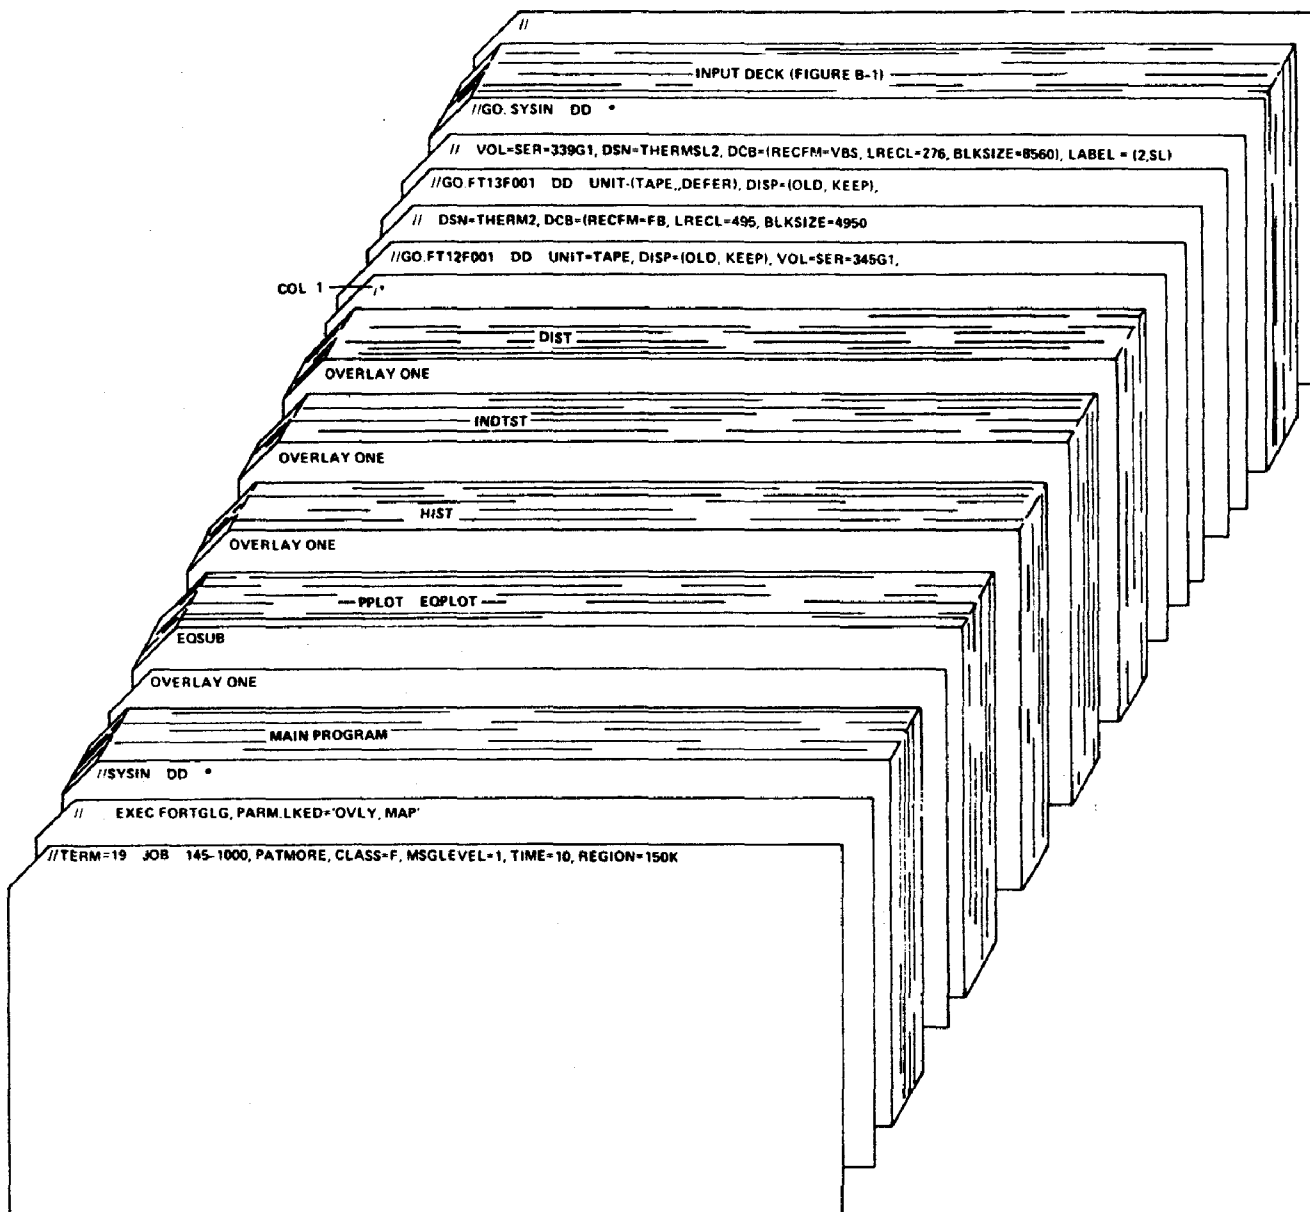 //
INPUT DECK (FIGURE B-1)
//GO. SYSIN DD *
// VOL=SER=339G1, DSN=THERMSL2, DCB=(RECFM=VBS, LRECL=276, BLKSIZE=8560), LABEL = (2,SL)
//GO.FT13F001 DD UNIT-(TAPE,,DEFER), DISP=(OLD, KEEP),
// DSN=THERM2, DCB=(RECFM=FB, LRECL=495, BLKSIZE=4950
//GO.FT12F001 DD UNIT=TAPE, DISP=(OLD, KEEP), VOL=SER=345G1,
COL 1 /*
DIST
OVERLAY ONE
INDTST
OVERLAY ONE
HIST
OVERLAY ONE
PPLOT EQPLOT
EQSUB
OVERLAY ONE
MAIN PROGRAM
//SYSIN DD *
// EXEC FORTGLG, PARM.LKED='OVLY, MAP'
//TERM=19 JOB 145-1000, PATMORE, CLASS=F, MSGLEVEL=1, TIME=10, REGION=150K